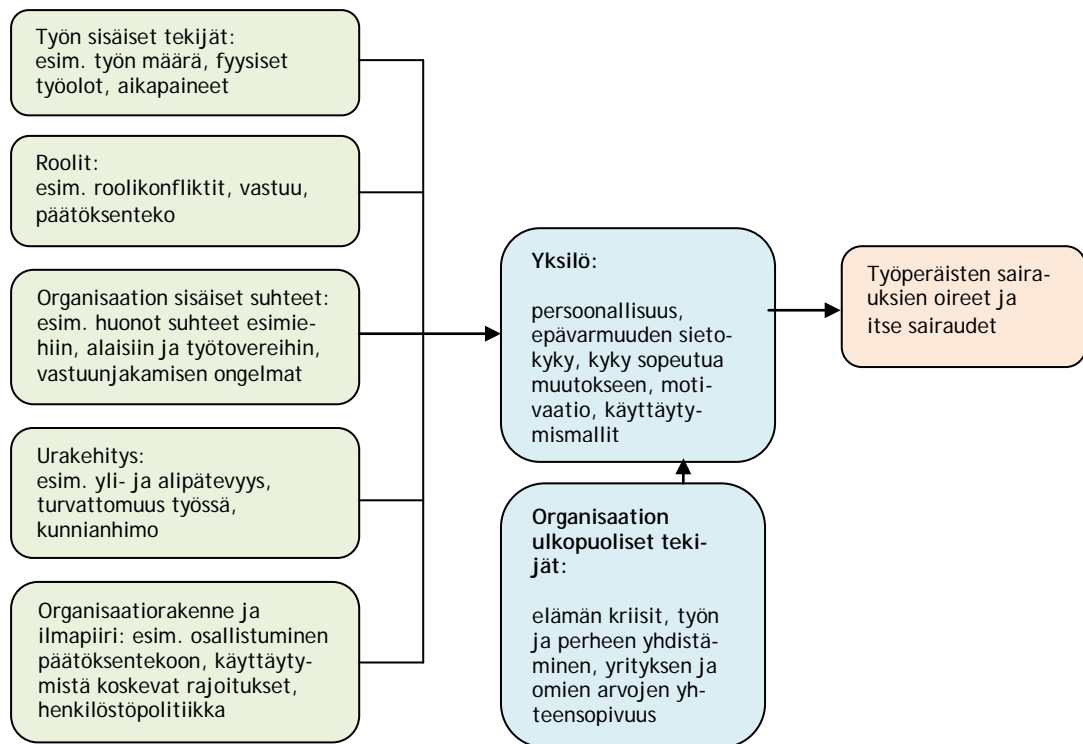 Työn sisäiset tekijät:
esim. työn määrä, fyysiset
työolot, aikapaineet
Roolit:
esim. roolikonfliktit, vastuu,
päätöksenteko
Organisaation sisäiset suhteet:
esim. huonot suhteet esimie-
hiin, alaisiin ja työtovereihin,
vastuunjakamisen ongelmat
Urakehitys:
esim. yli- ja alipätevyys,
turvattomuus työssä,
kunnianhimo
Organisaatiorakenne ja
ilmapiiri: esim. osallistuminen
päätöksentekoon, käyttäyty-
mistä koskevat rajoitukset,
henkilöstöpolitiikka
Yksilö:
persoonallisuus,
epävarmuuden sieto-
kyky, kyky sopeutua
muutokseen, moti-
vaatio, käyttäyty-
mismallit
Organisaation
ulkopuoliset teki-
jät:
elämän kriisit, työn
ja perheen yhdistä-
minen, yrityksen ja
omien arvojen yh-
teensopivuus
Työperäisten saira-
uksien oireet ja
itse sairaudet